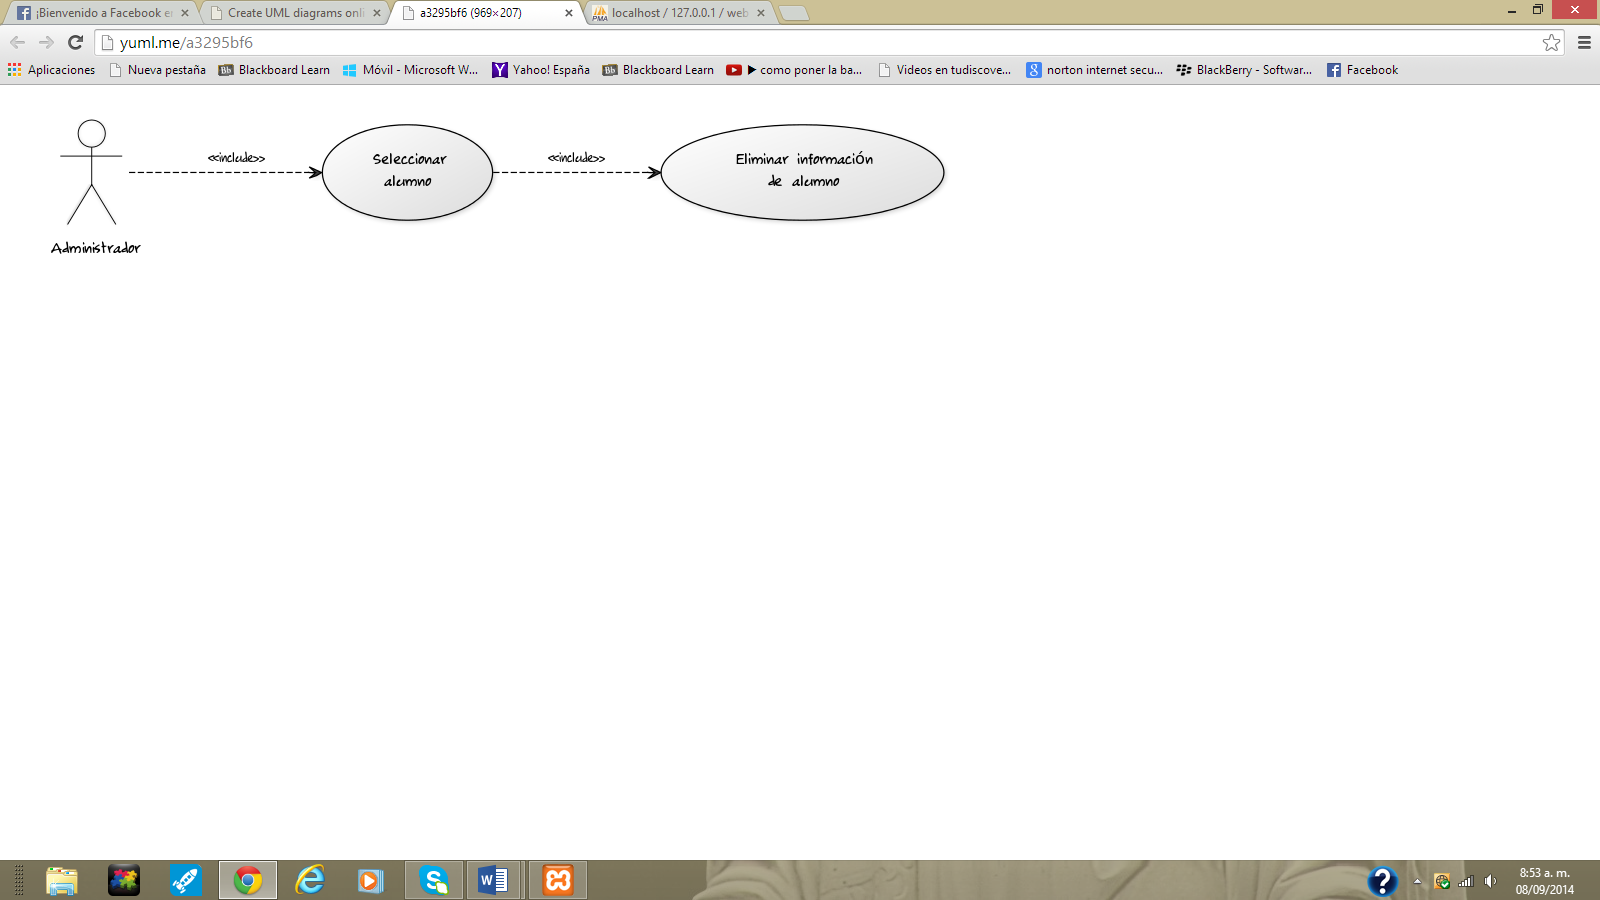 ¡Bienvenido a Facebook en
Create UML diagrams onli
a3295bf6 (969×207)
localhost / 127.0.0.1 / web
yuml.me/a3295bf6
Aplicaciones
Nueva pestaña
Blackboard Learn
Móvil - Microsoft W...
Yahoo! España
Blackboard Learn
▶ como poner la ba...
Videos en tudiscove...
norton internet secu...
BlackBerry - Softwar...
Facebook
<<include>>
Seleccionar
alumno
<<include>>
Eliminar informaciÓn
de alumno
Administrador
8:53 a. m.
08/09/2014